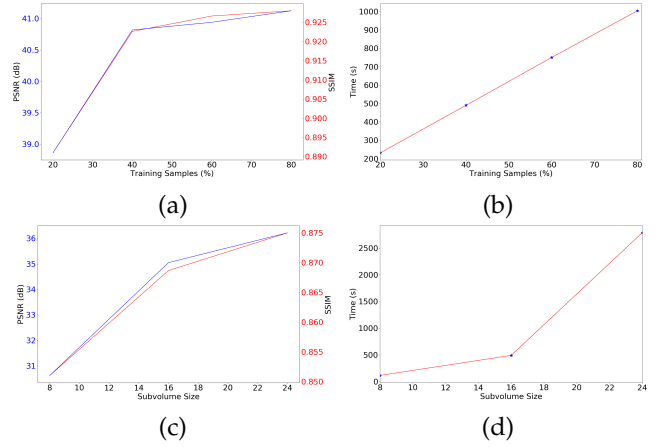 41.0
40.5
40.0
39.5
39.0
PSNR (dB)
0.925
0.920
0.915
0.910
0.905
0.900
0.895
0.890
SSIM
20 30 40 50 60 70 80
Training Samples (%)
(a)
1000
900
800
700
600
500
400
300
200
Time (s)
20 30 40 50 60 70 80
Training Samples (%)
(b)
36
35
34
33
32
31
PSNR (dB)
0.875
0.870
0.865
0.860
0.855
0.850
SSIM
8 10 12 14 16 18 20 22 24
Subvolume Size
(c)
2500
2000
1500
1000
500
0
Time (s)
8 10 12 14 16 18 20 22 24
Subvolume Size
(d)